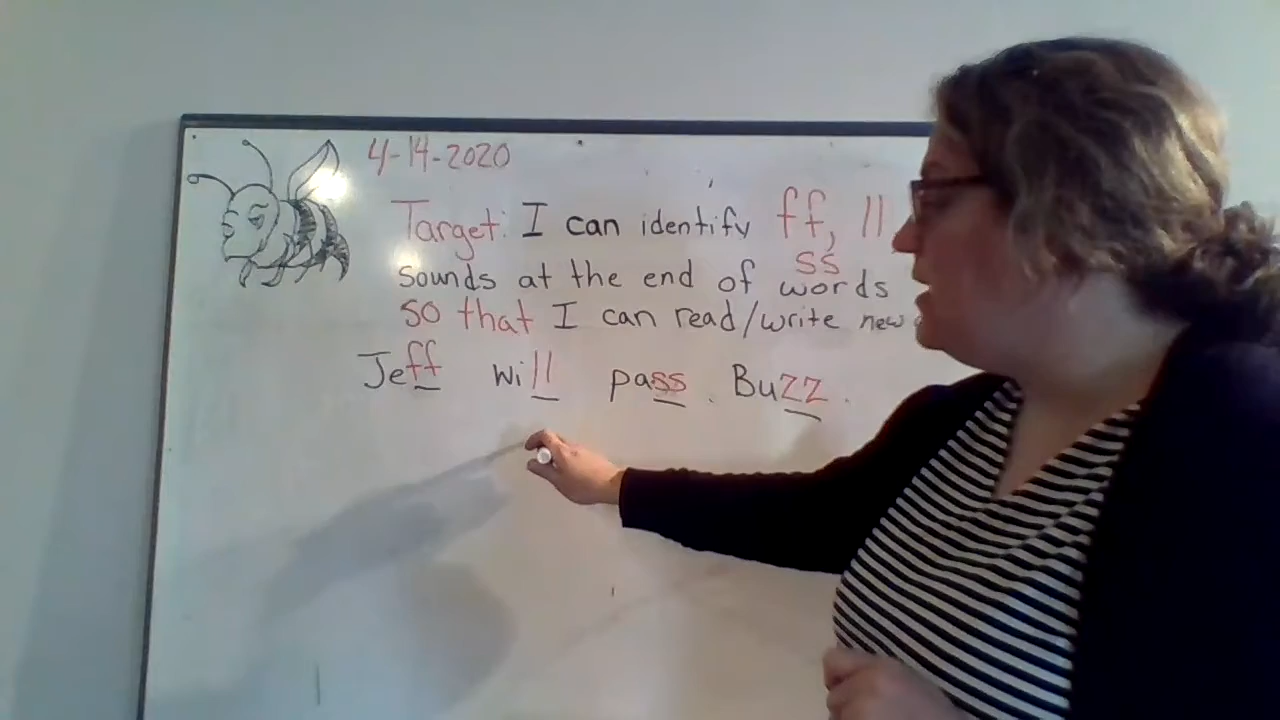 4-14-2020
Target: I can identify ff, ll
ss
sounds at the end of words
so that I can read/write new
Jeff will pass. Buzz.